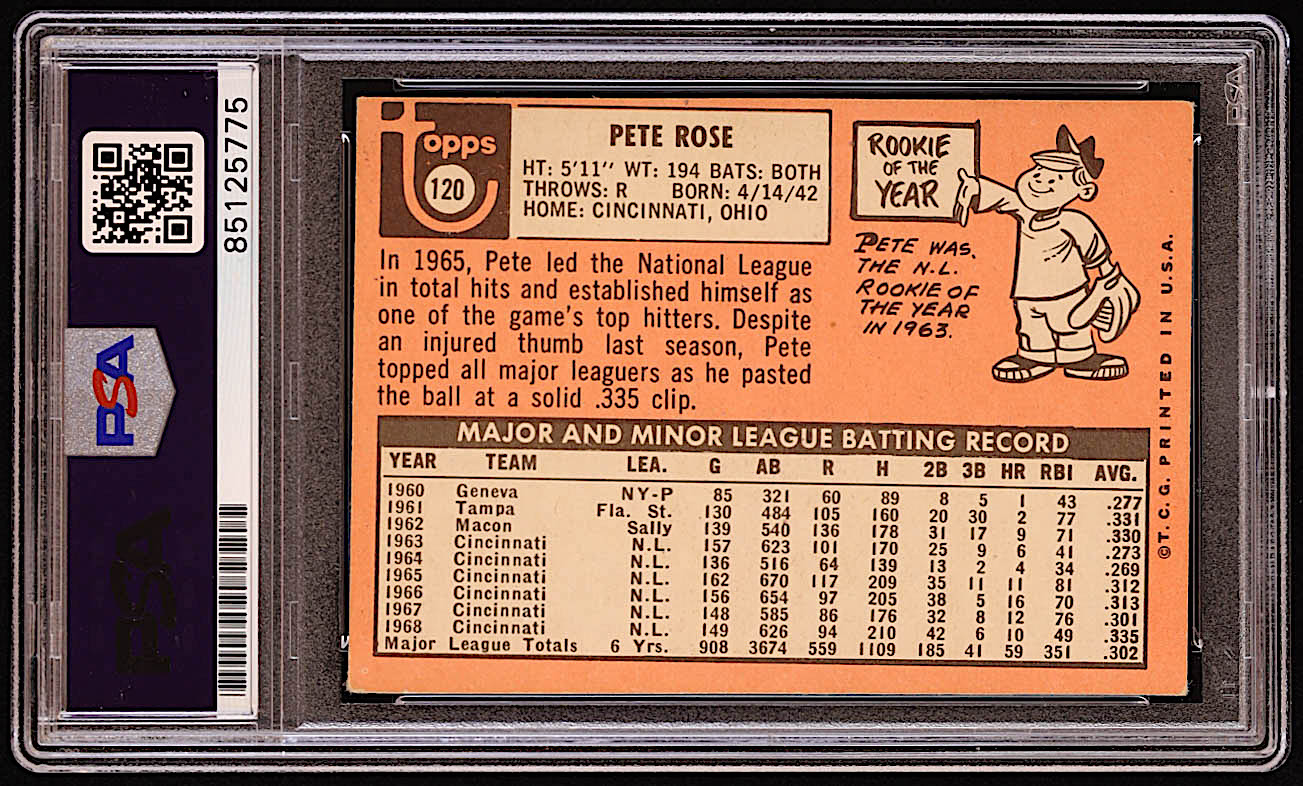 PSA
85125775
PSA
PSA
topps
120
PETE ROSE
HT: 5'11" WT: 194 BATS: BOTH
THROWS: R BORN: 4/14/42
HOME: CINCINNATI, OHIO
ROOKIE
OF THE
YEAR
PETE WAS
THE N.L.
ROOKIE OF
THE YEAR
IN 1963.
In 1965, Pete led the National League
in total hits and established himself as
one of the game's top hitters. Despite
an injured thumb last season, Pete
topped all major leaguers as he pasted
the ball at a solid .335 clip.
MAJOR AND MINOR LEAGUE BATTING RECORD
YEAR TEAM LEA. G AB R H 2B 3B HR RBI AVG.
1960 Geneva NY-P 85 321 60 89 8 5 1 43 .277
1961 Tampa Fla. St. 130 484 105 160 20 30 2 77 .331
1962 Macon Sally 139 540 136 178 31 17 9 71 .330
1963 Cincinnati N.L. 157 623 101 170 25 9 6 41 .273
1964 Cincinnati N.L. 136 516 64 139 13 2 4 34 .269
1965 Cincinnati N.L. 162 670 117 209 35 11 11 81 .312
1966 Cincinnati N.L. 156 654 97 205 38 5 16 70 .313
1967 Cincinnati N.L. 148 585 86 176 32 8 12 76 .301
1968 Cincinnati N.L. 149 626 94 210 42 6 10 49 .335
Major League Totals 6 Yrs. 908 3674 559 1109 185 41 59 351 .302
©T.C.G. PRINTED IN U.S.A.